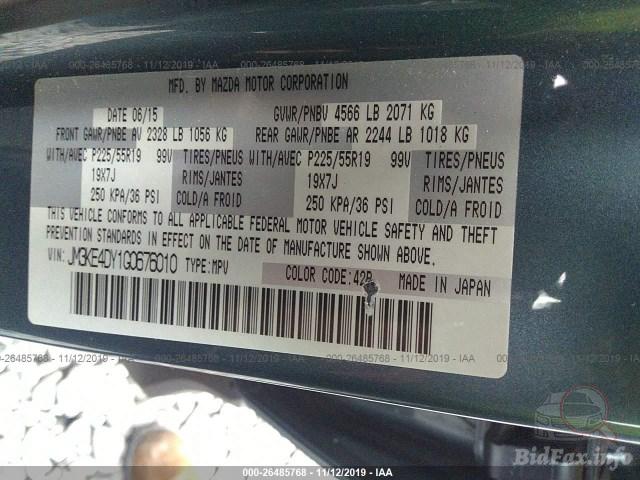 000-26485768 - 11/12/2019 - IAA
MFD. BY MAZDA MOTOR CORPORATION
DATE 06/15 GVWR/PNBV 4566 LB 2071 KG
FRONT GAWR/PNBE AV 2328 LB 1056 KG REAR GAWR/PNBE AR 2244 LB 1018 KG
WITH/AVEC P225/55R19 99V TIRES/PNEUS WITH/AVEC P225/55R19 99V TIRES/PNEUS
19X7J RIMS/JANTES 19X7J RIMS/JANTES
250 KPA/36 PSI COLD/A FROID 250 KPA/36 PSI COLD/A FROID
THIS VEHICLE CONFORMS TO ALL APPLICABLE FEDERAL MOTOR VEHICLE SAFETY AND THEFT
PREVENTION STANDARDS IN EFFECT ON THE DATE OF MANUFACTURE SHOWN ABOVE.
VIN: JM3KE4DY1G0676010 TYPE: MPV COLOR CODE: 42B MADE IN JAPAN
000-26485768 - 11/12/2019 - IAA
BidFax.info
000-26485768 - 11/12/2019 - IAA